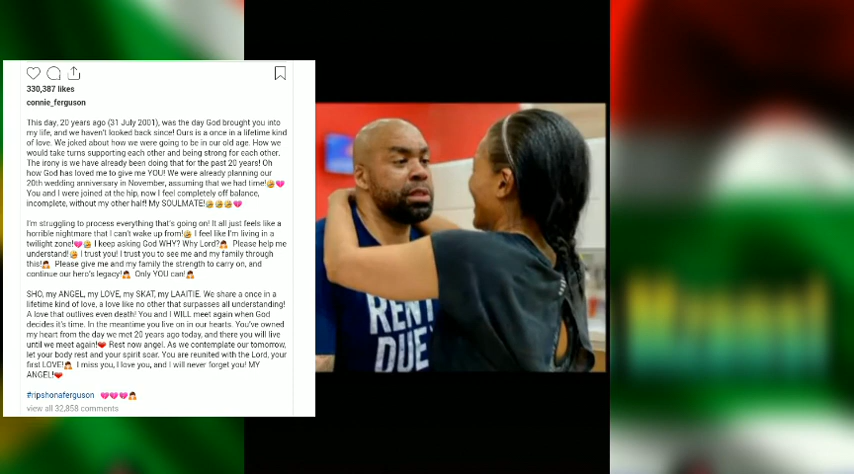 330,387 likes
connie_ferguson
This day, 20 years ago (31 July 2001), was the day God brought you into
my life, and we haven't looked back since! Ours is a once in a lifetime kind
of love. We joked about how we were going to be in our old age. How we
would take turns supporting each other and being strong for each other.
The irony is we have already been doing that for the past 20 years! Oh
how God has loved me to give me YOU! We were already planning our
20th wedding anniversary in November, assuming that we had time!
You and I were joined at the hip, now I feel completely off balance,
incomplete, without my other half! My SOULMATE!
I'm struggling to process everything that's going on! It all just feels like a
horrible nightmare that I can't wake up from! I feel like I'm living in a
twilight zone! I keep asking God WHY? Why Lord? Please help me
understand! I trust you! I trust you to see me and my family through
this! Please give me and my family the strength to carry on, and
continue our hero's legacy! Only YOU can!
SHO, my ANGEL, my LOVE, my SKAT, my LAAITIE. We share a once in a
lifetime kind of love, a love like no other that surpasses all understanding!
A love that outlives even death! You and I WILL meet again when God
decides it's time. In the meantime you live on in our hearts. You've owned
my heart from the day we met 20 years ago today, and there you will live
until we meet again! Rest now angel. As we contemplate our tomorrow,
let your body rest and your spirit soar. You are reunited with the Lord, your
first LOVE! I miss you, I love you, and I will never forget you! MY
ANGEL!
#ripshonaferguson
view all 32,858 comments
RENT
DUE